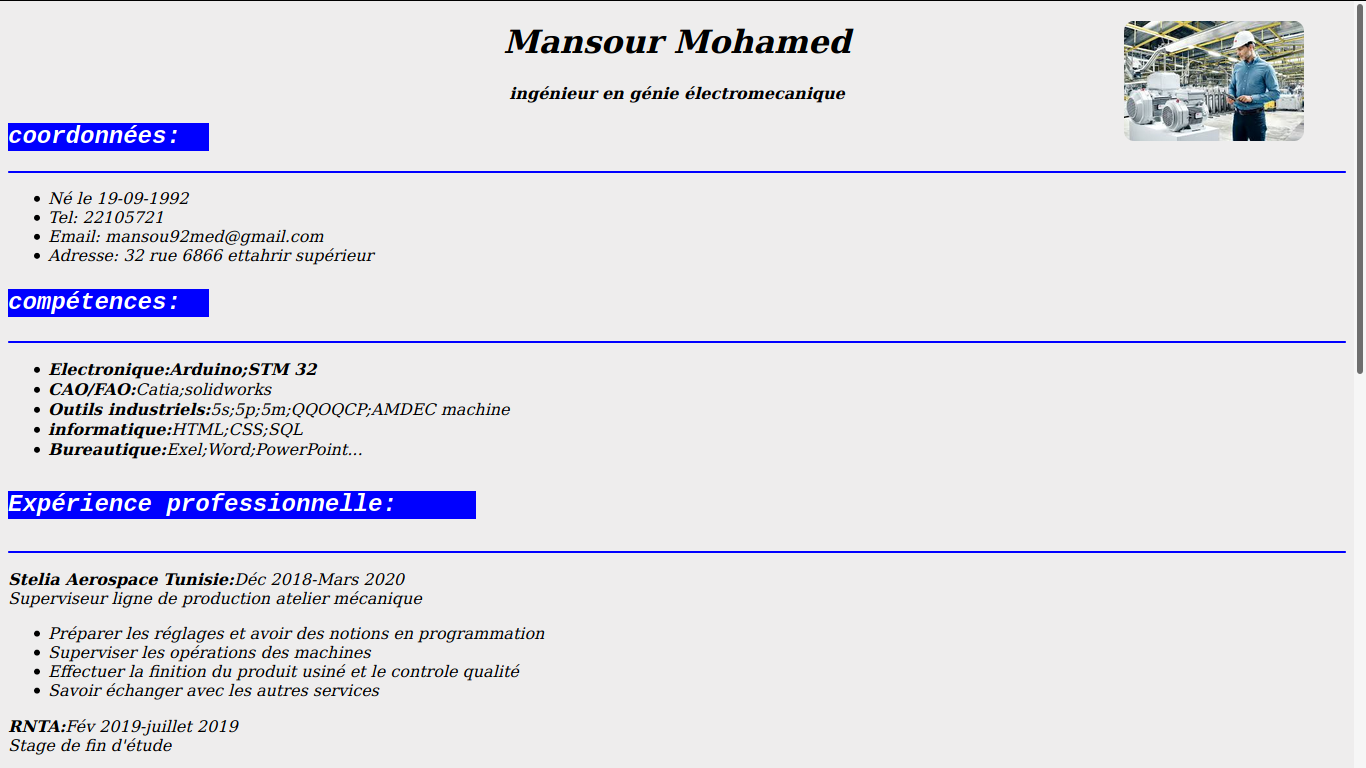 Mansour Mohamed
ingénieur en génie électromecanique
coordonnées:
Né le 19-09-1992
Tel: 22105721
Email: mansou92med@gmail.com
Adresse: 32 rue 6866 ettahrir supérieur
compétences:
Electronique:Arduino;STM 32
CAO/FAO:Catia;solidworks
Outils industriels:5s;5p;5m;QQOQCP;AMDEC machine
informatique:HTML;CSS;SQL
Bureautique:Exel;Word;PowerPoint...
Expérience professionnelle:
Stelia Aerospace Tunisie:Déc 2018-Mars 2020
Superviseur ligne de production atelier mécanique
Préparer les réglages et avoir des notions en programmation
Superviser les opérations des machines
Effectuer la finition du produit usiné et le controle qualité
Savoir échanger avec les autres services
RNTA:Fév 2019-juillet 2019
Stage de fin d'étude